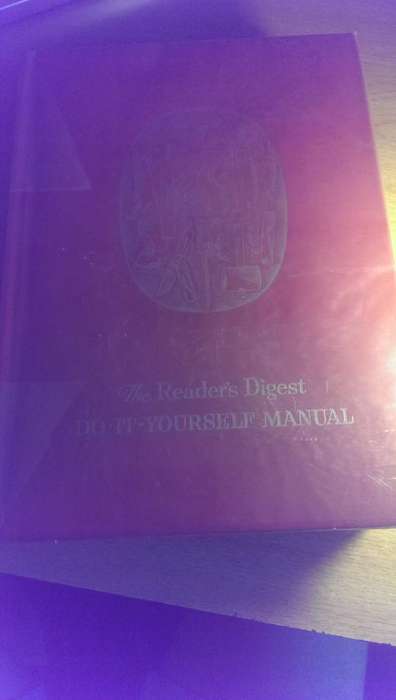 The Reader's Digest
DO-IT-YOURSELF MANUAL